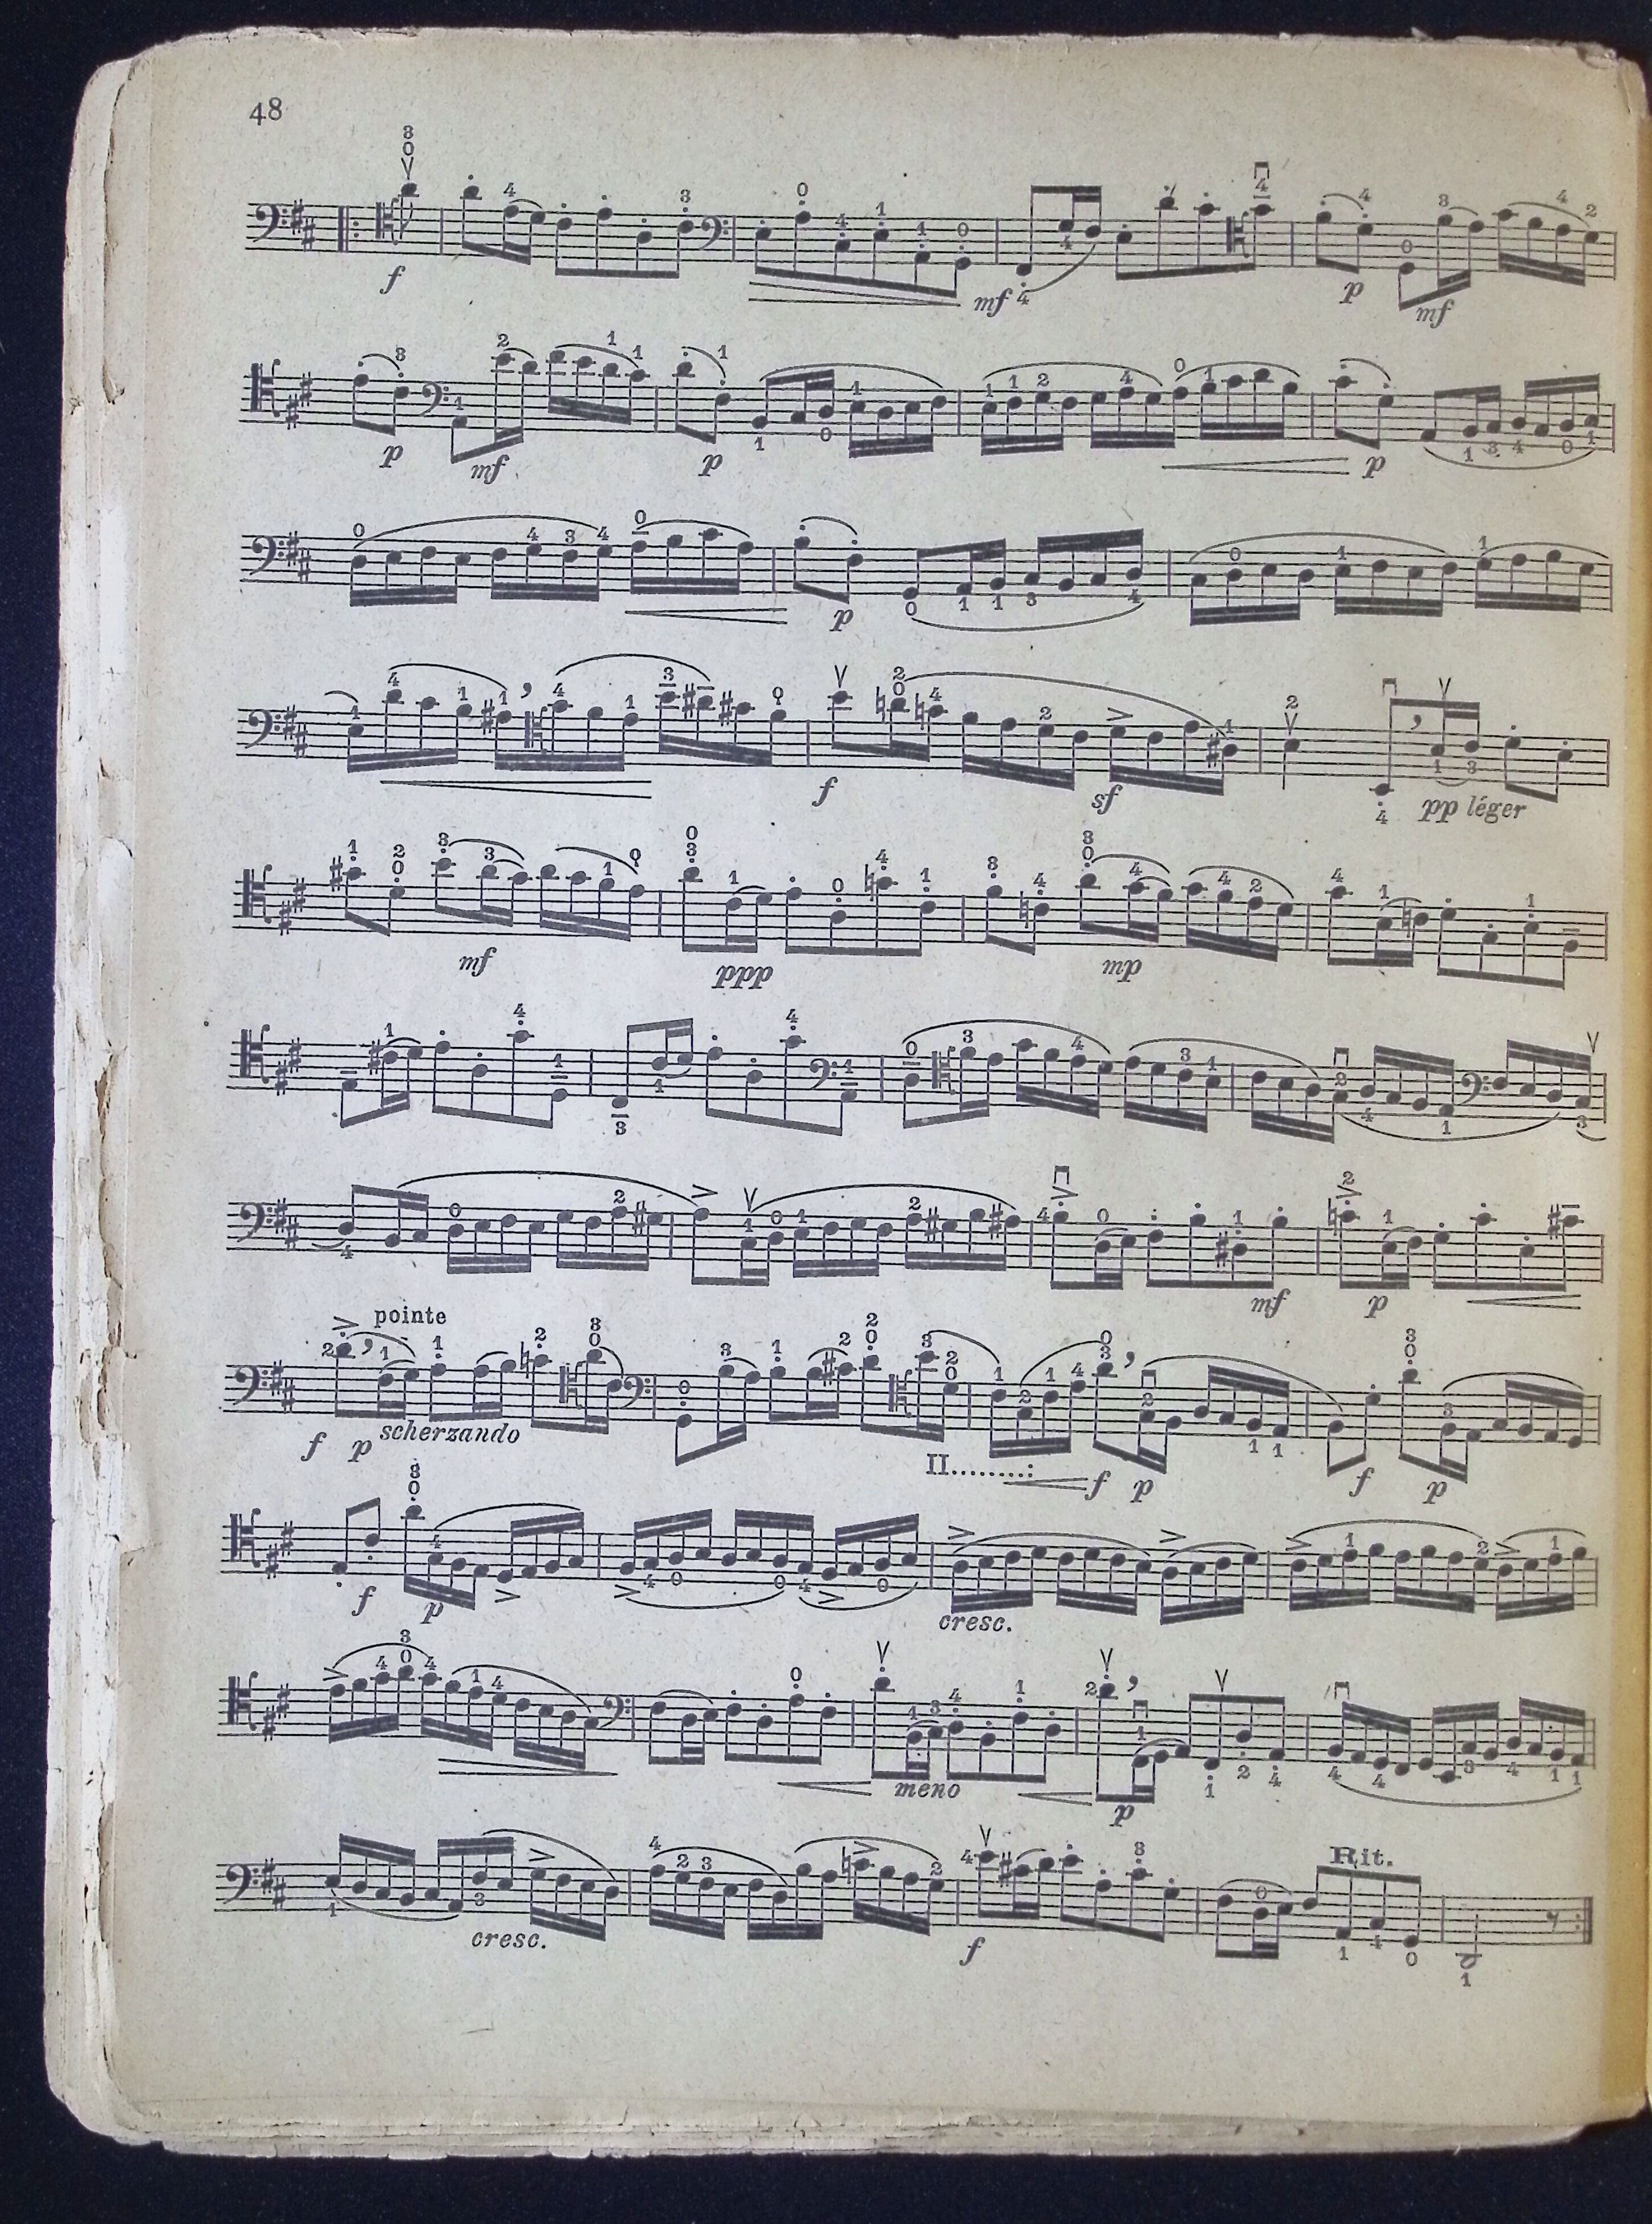 48
f mf p mf
p mf p p
p
f sf pp léger
mf ppp mp
mf p
pointe
f p scherzando II........: f p f p
f p cresc.
meno p
Rit.
cresc. f